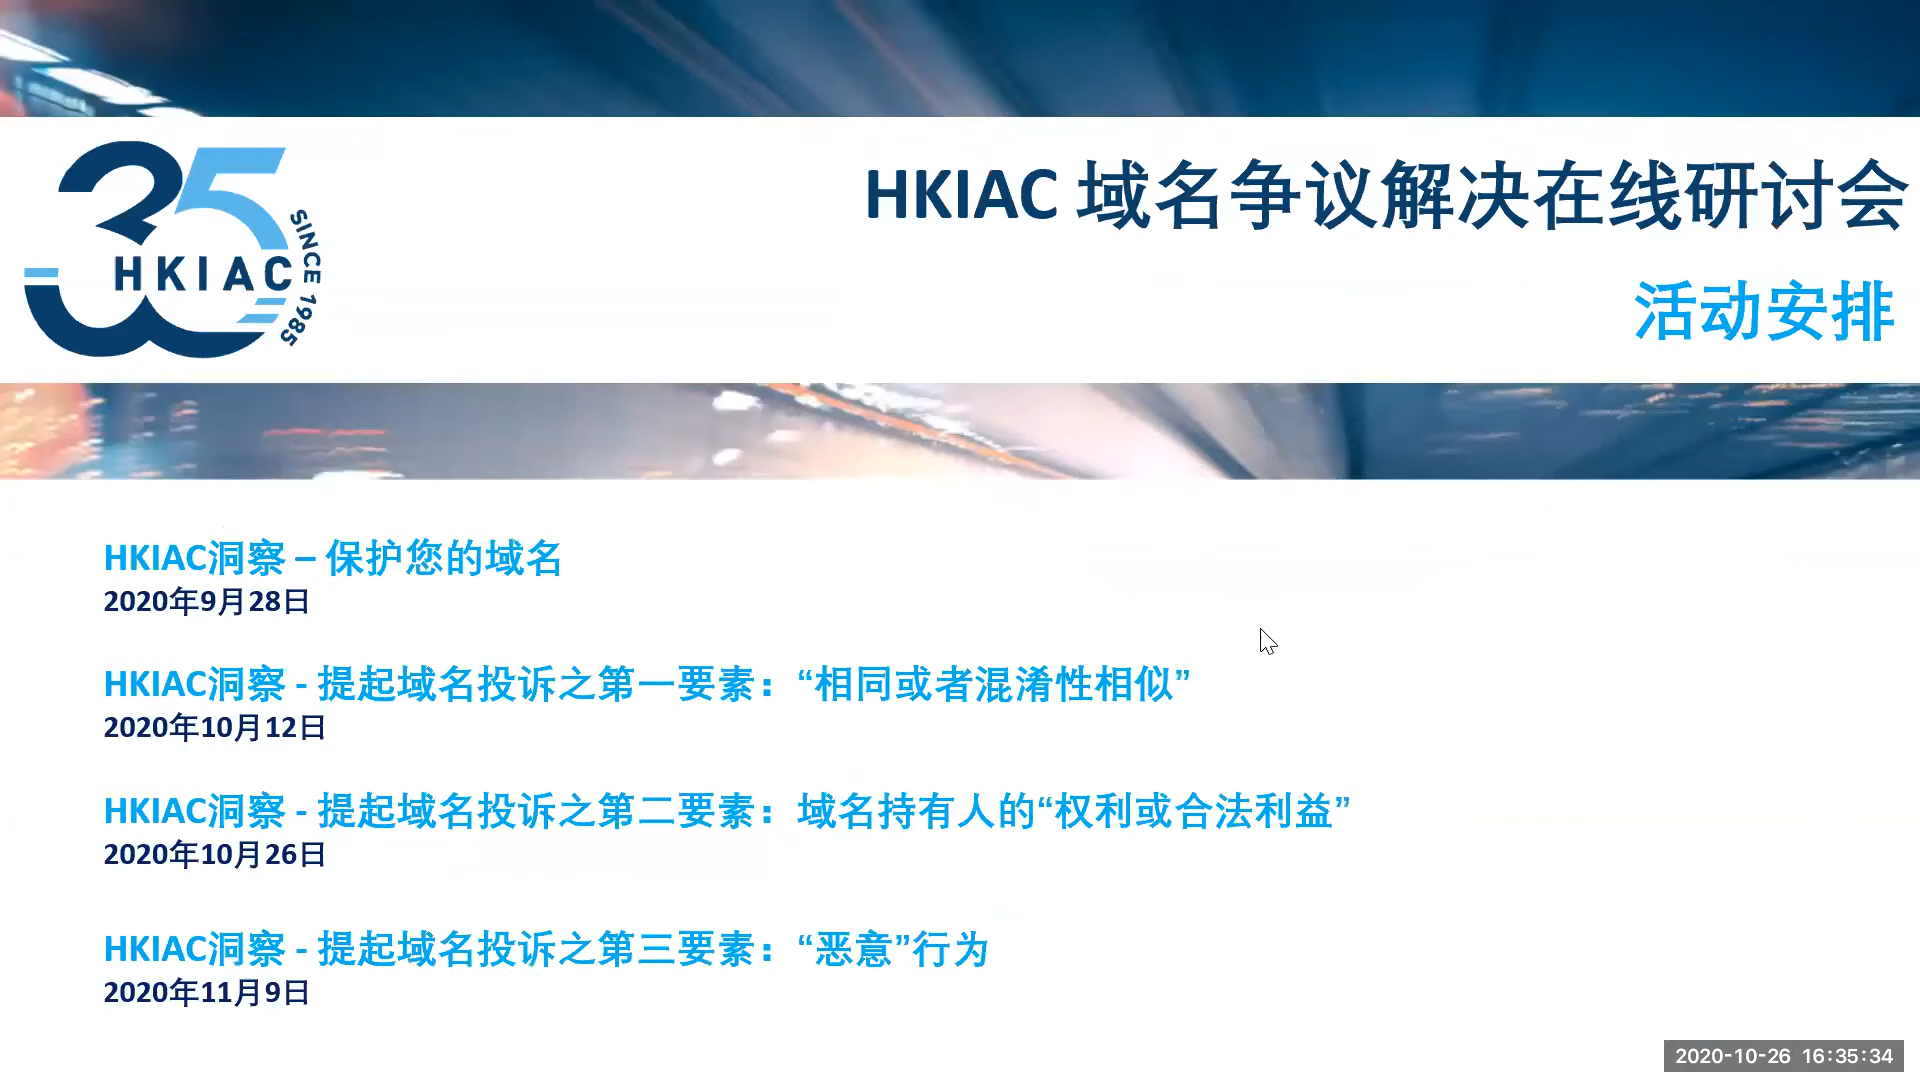 HKIAC 域名争议解决在线研讨会
活动安排
35
HKIAC
SINCE 1985
HKIAC洞察 – 保护您的域名
2020年9月28日
HKIAC洞察 - 提起域名投诉之第一要素：“相同或者混淆性相似”
2020年10月12日
HKIAC洞察 - 提起域名投诉之第二要素：域名持有人的“权利或合法利益”
2020年10月26日
HKIAC洞察 - 提起域名投诉之第三要素：“恶意”行为
2020年11月9日
2020-10-26 16:35:34